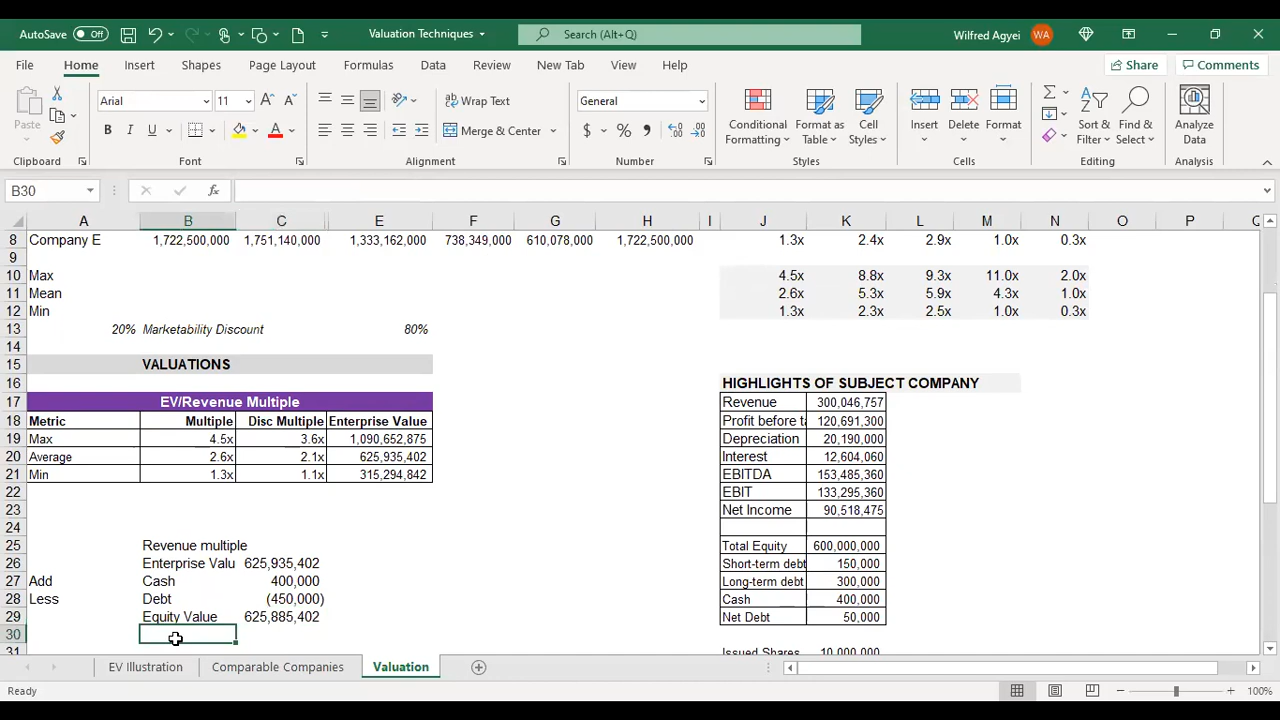 AutoSave Off Valuation Techniques Search (Alt+Q) Wilfred Agyei WA
File Home Insert Shapes Page Layout Formulas Data Review New Tab View Help Share Comments
Arial 11 Wrap Text General
Paste Merge & Center Conditional Formatting Format as Table Cell Styles Insert Delete Format Sort & Filter Find & Select Analyze Data
Clipboard Font Alignment Number Styles Cells Editing Analysis
B30 fx
A B C E F G H I J K L M N O P Q
8 Company E 1,722,500,000 1,751,140,000 1,333,162,000 738,349,000 610,078,000 1,722,500,000 1.3x 2.4x 2.9x 1.0x 0.3x
9
10 Max 4.5x 8.8x 9.3x 11.0x 2.0x
11 Mean 2.6x 5.3x 5.9x 4.3x 1.0x
12 Min 1.3x 2.3x 2.5x 1.0x 0.3x
13 20% Marketability Discount 80%
14
15 VALUATIONS
16 HIGHLIGHTS OF SUBJECT COMPANY
17 EV/Revenue Multiple Revenue 300,046,757
18 Metric Multiple Disc Multiple Enterprise Value Profit before ta 120,691,300
19 Max 4.5x 3.6x 1,090,652,875 Depreciation 20,190,000
20 Average 2.6x 2.1x 625,935,402 Interest 12,604,060
21 Min 1.3x 1.1x 315,294,842 EBITDA 153,485,360
22 EBIT 133,295,360
23 Net Income 90,518,475
24
25 Revenue multiple Total Equity 600,000,000
26 Enterprise Valu 625,935,402 Short-term debt 150,000
27 Add Cash 400,000 Long-term debt 300,000
28 Less Debt (450,000) Cash 400,000
29 Equity Value 625,885,402 Net Debt 50,000
30
31 Issued Shares 10,000,000
EV Illustration Comparable Companies Valuation
Ready 100%